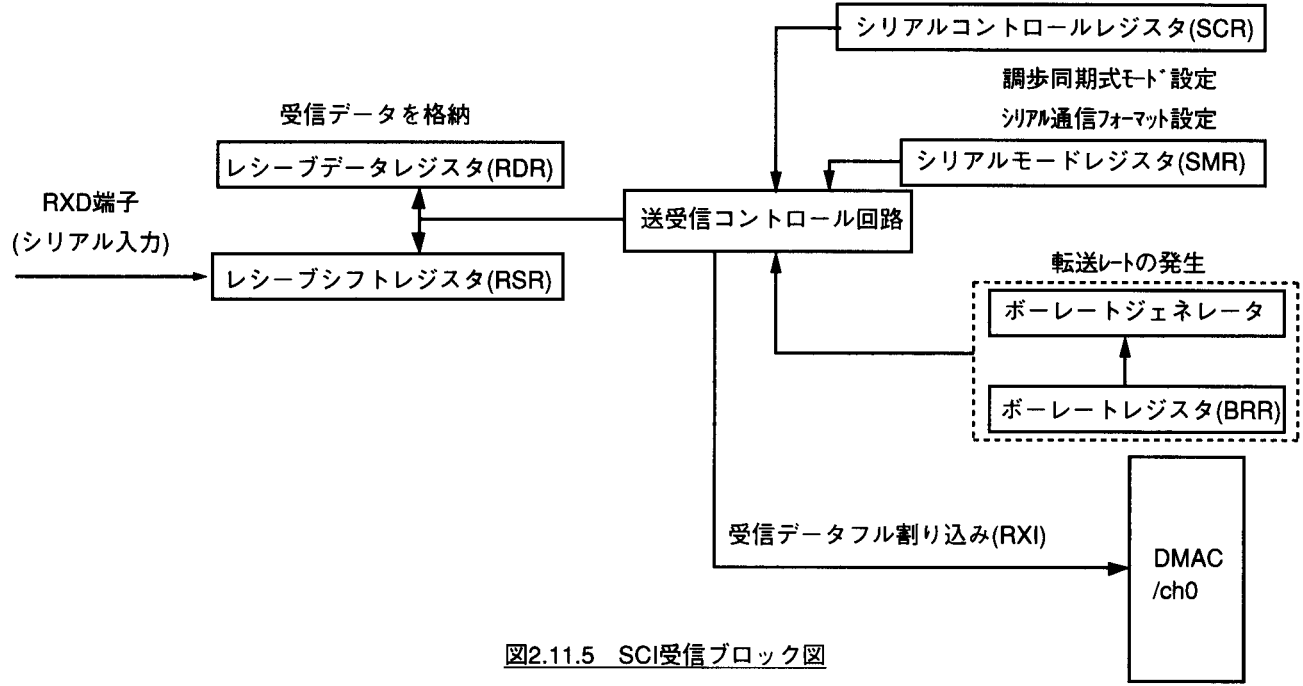 シリアルコントロールレジスタ(SCR)
調歩同期式ﾓｰﾄﾞ設定
ｼﾘｱﾙ通信ﾌｫｰﾏｯﾄ設定
シリアルモードレジスタ(SMR)
受信データを格納
レシーブデータレジスタ(RDR)
RXD端子
(シリアル入力)
レシーブシフトレジスタ(RSR)
送受信コントロール回路
転送ﾚｰﾄの発生
ボーレートジェネレータ
ボーレートレジスタ(BRR)
受信データフル割り込み(RXI)
DMAC
/ch0
図2.11.5 SCI受信ブロック図